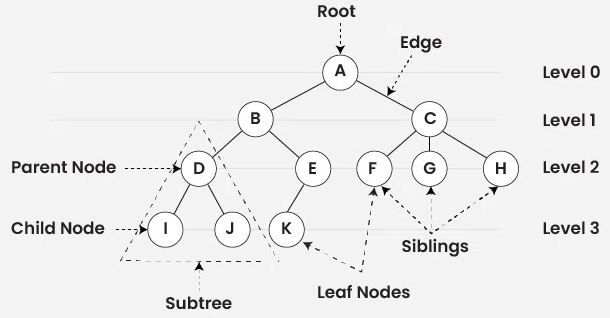 Root
Edge
A Level 0
B C Level 1
Parent Node D E F G H Level 2
Child Node I J K Level 3
Siblings
Leaf Nodes
Subtree